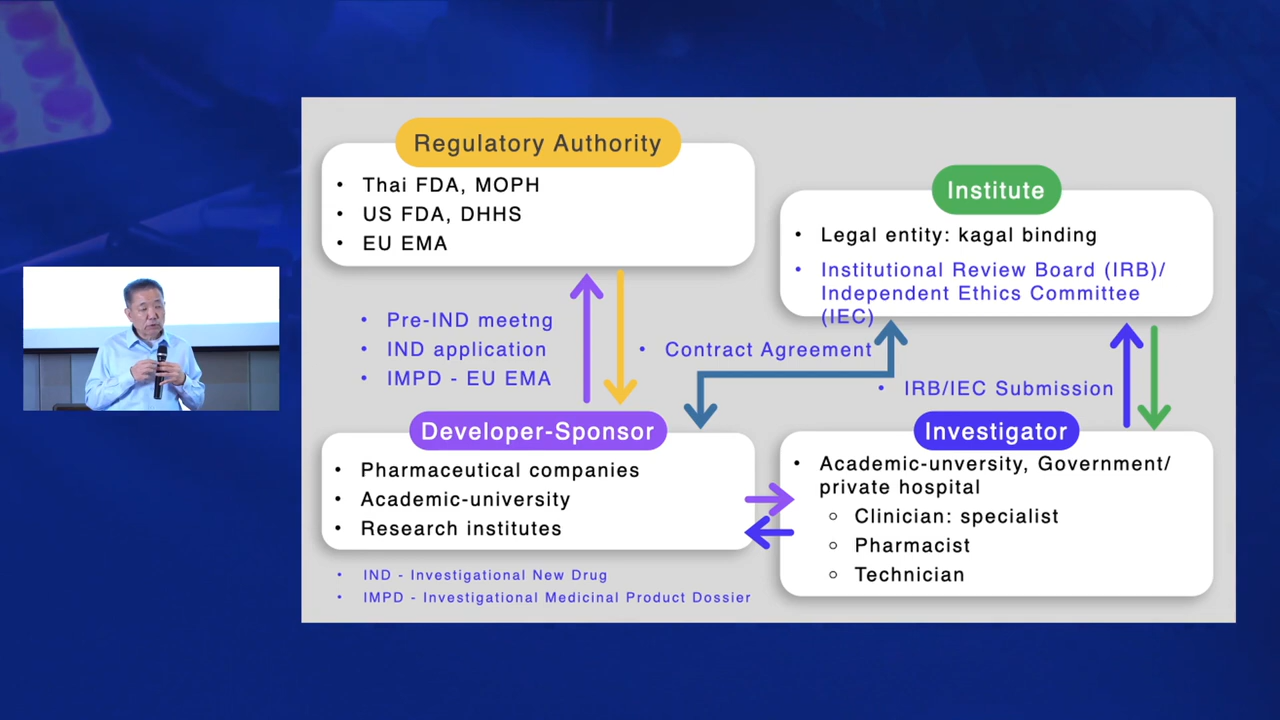 Regulatory Authority
• Thai FDA, MOPH
• US FDA, DHHS
• EU EMA
Institute
• Legal entity: kagal binding
• Institutional Review Board (IRB)/
Independent Ethics Committee
(IEC)
• Pre-IND meetng
• IND application
• IMPD - EU EMA
• Contract Agreement
• IRB/IEC Submission
Developer-Sponsor
• Pharmaceutical companies
• Academic-university
• Research institutes
Investigator
• Academic-unversity, Government/
private hospital
○ Clinician: specialist
○ Pharmacist
○ Technician
• IND - Investigational New Drug
• IMPD - Investigational Medicinal Product Dossier